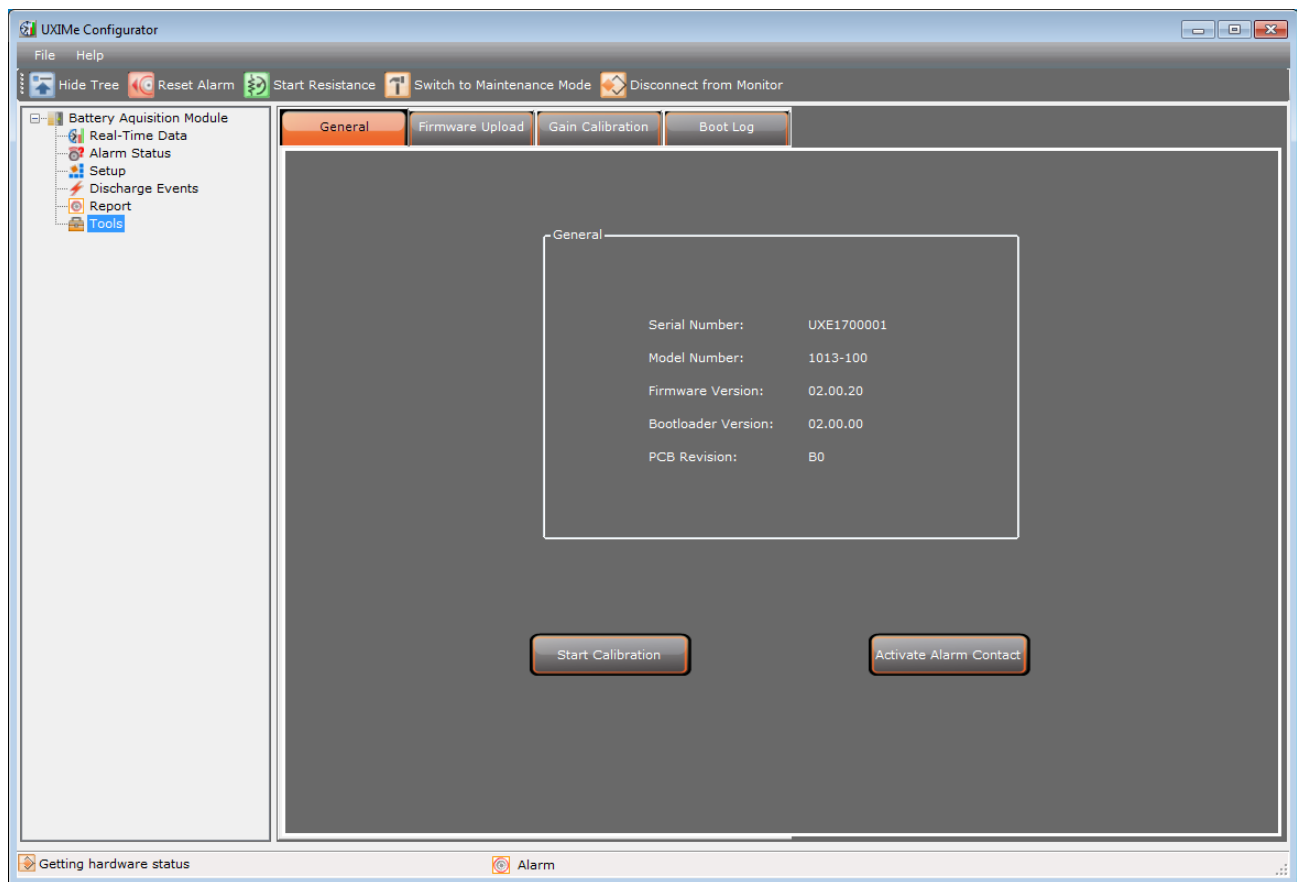 UXIMe Configurator
File Help
Hide Tree Reset Alarm Start Resistance Switch to Maintenance Mode Disconnect from Monitor
Battery Aquisition Module
Real-Time Data
Alarm Status
Setup
Discharge Events
Report
Tools
General Firmware Upload Gain Calibration Boot Log
General
Serial Number: UXE1700001
Model Number: 1013-100
Firmware Version: 02.00.20
Bootloader Version: 02.00.00
PCB Revision: B0
Start Calibration Activate Alarm Contact
Getting hardware status Alarm